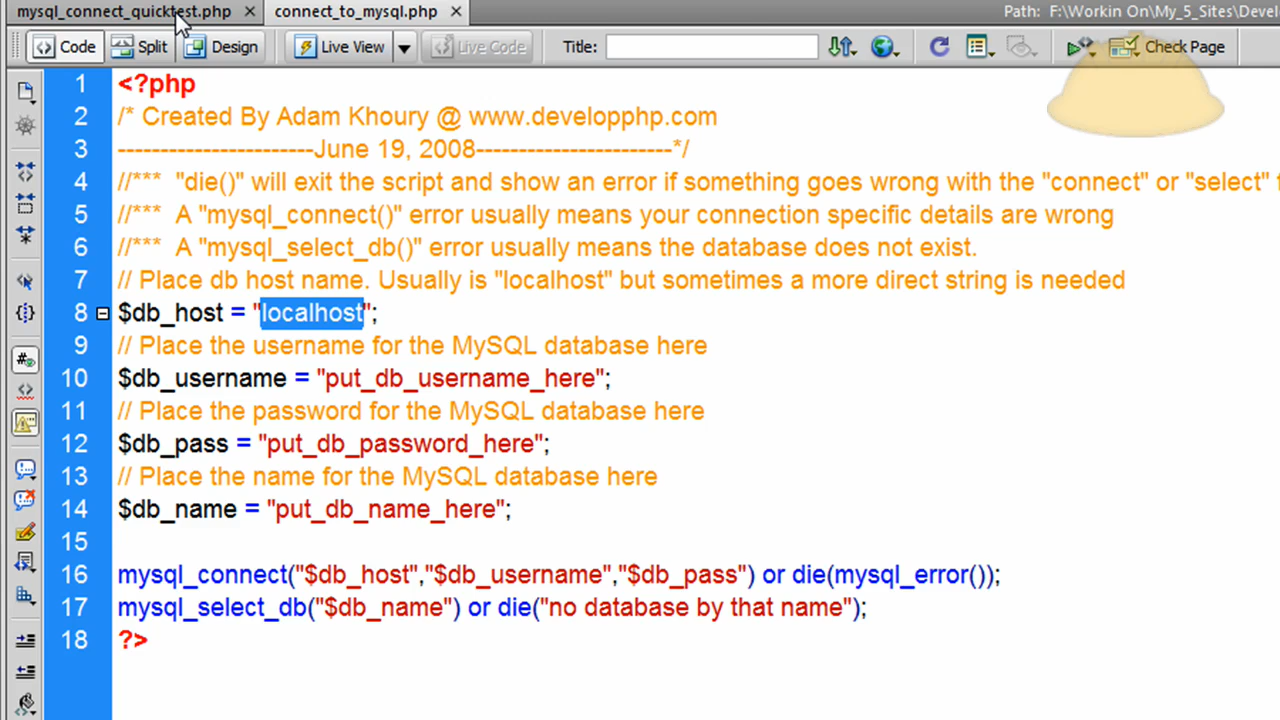 mysql_connect_quicktest.php × connect_to_mysql.php × Path: F:\Workin On\My_5_Sites\Devel
Code Split Design Live View Live Code Title: Check Page
1 <?php
2 /* Created By Adam Khoury @ www.developphp.com
3 ----------------------June 19, 2008-----------------------*/
4 //*** "die()" will exit the script and show an error if something goes wrong with the "connect" or "select" f
5 //*** A "mysql_connect()" error usually means your connection specific details are wrong
6 //*** A "mysql_select_db()" error usually means the database does not exist.
7 // Place db host name. Usually is "localhost" but sometimes a more direct string is needed
8 $db_host = "localhost";
9 // Place the username for the MySQL database here
10 $db_username = "put_db_username_here";
11 // Place the password for the MySQL database here
12 $db_pass = "put_db_password_here";
13 // Place the name for the MySQL database here
14 $db_name = "put_db_name_here";
15
16 mysql_connect("$db_host","$db_username","$db_pass") or die(mysql_error());
17 mysql_select_db("$db_name") or die("no database by that name");
18 ?>